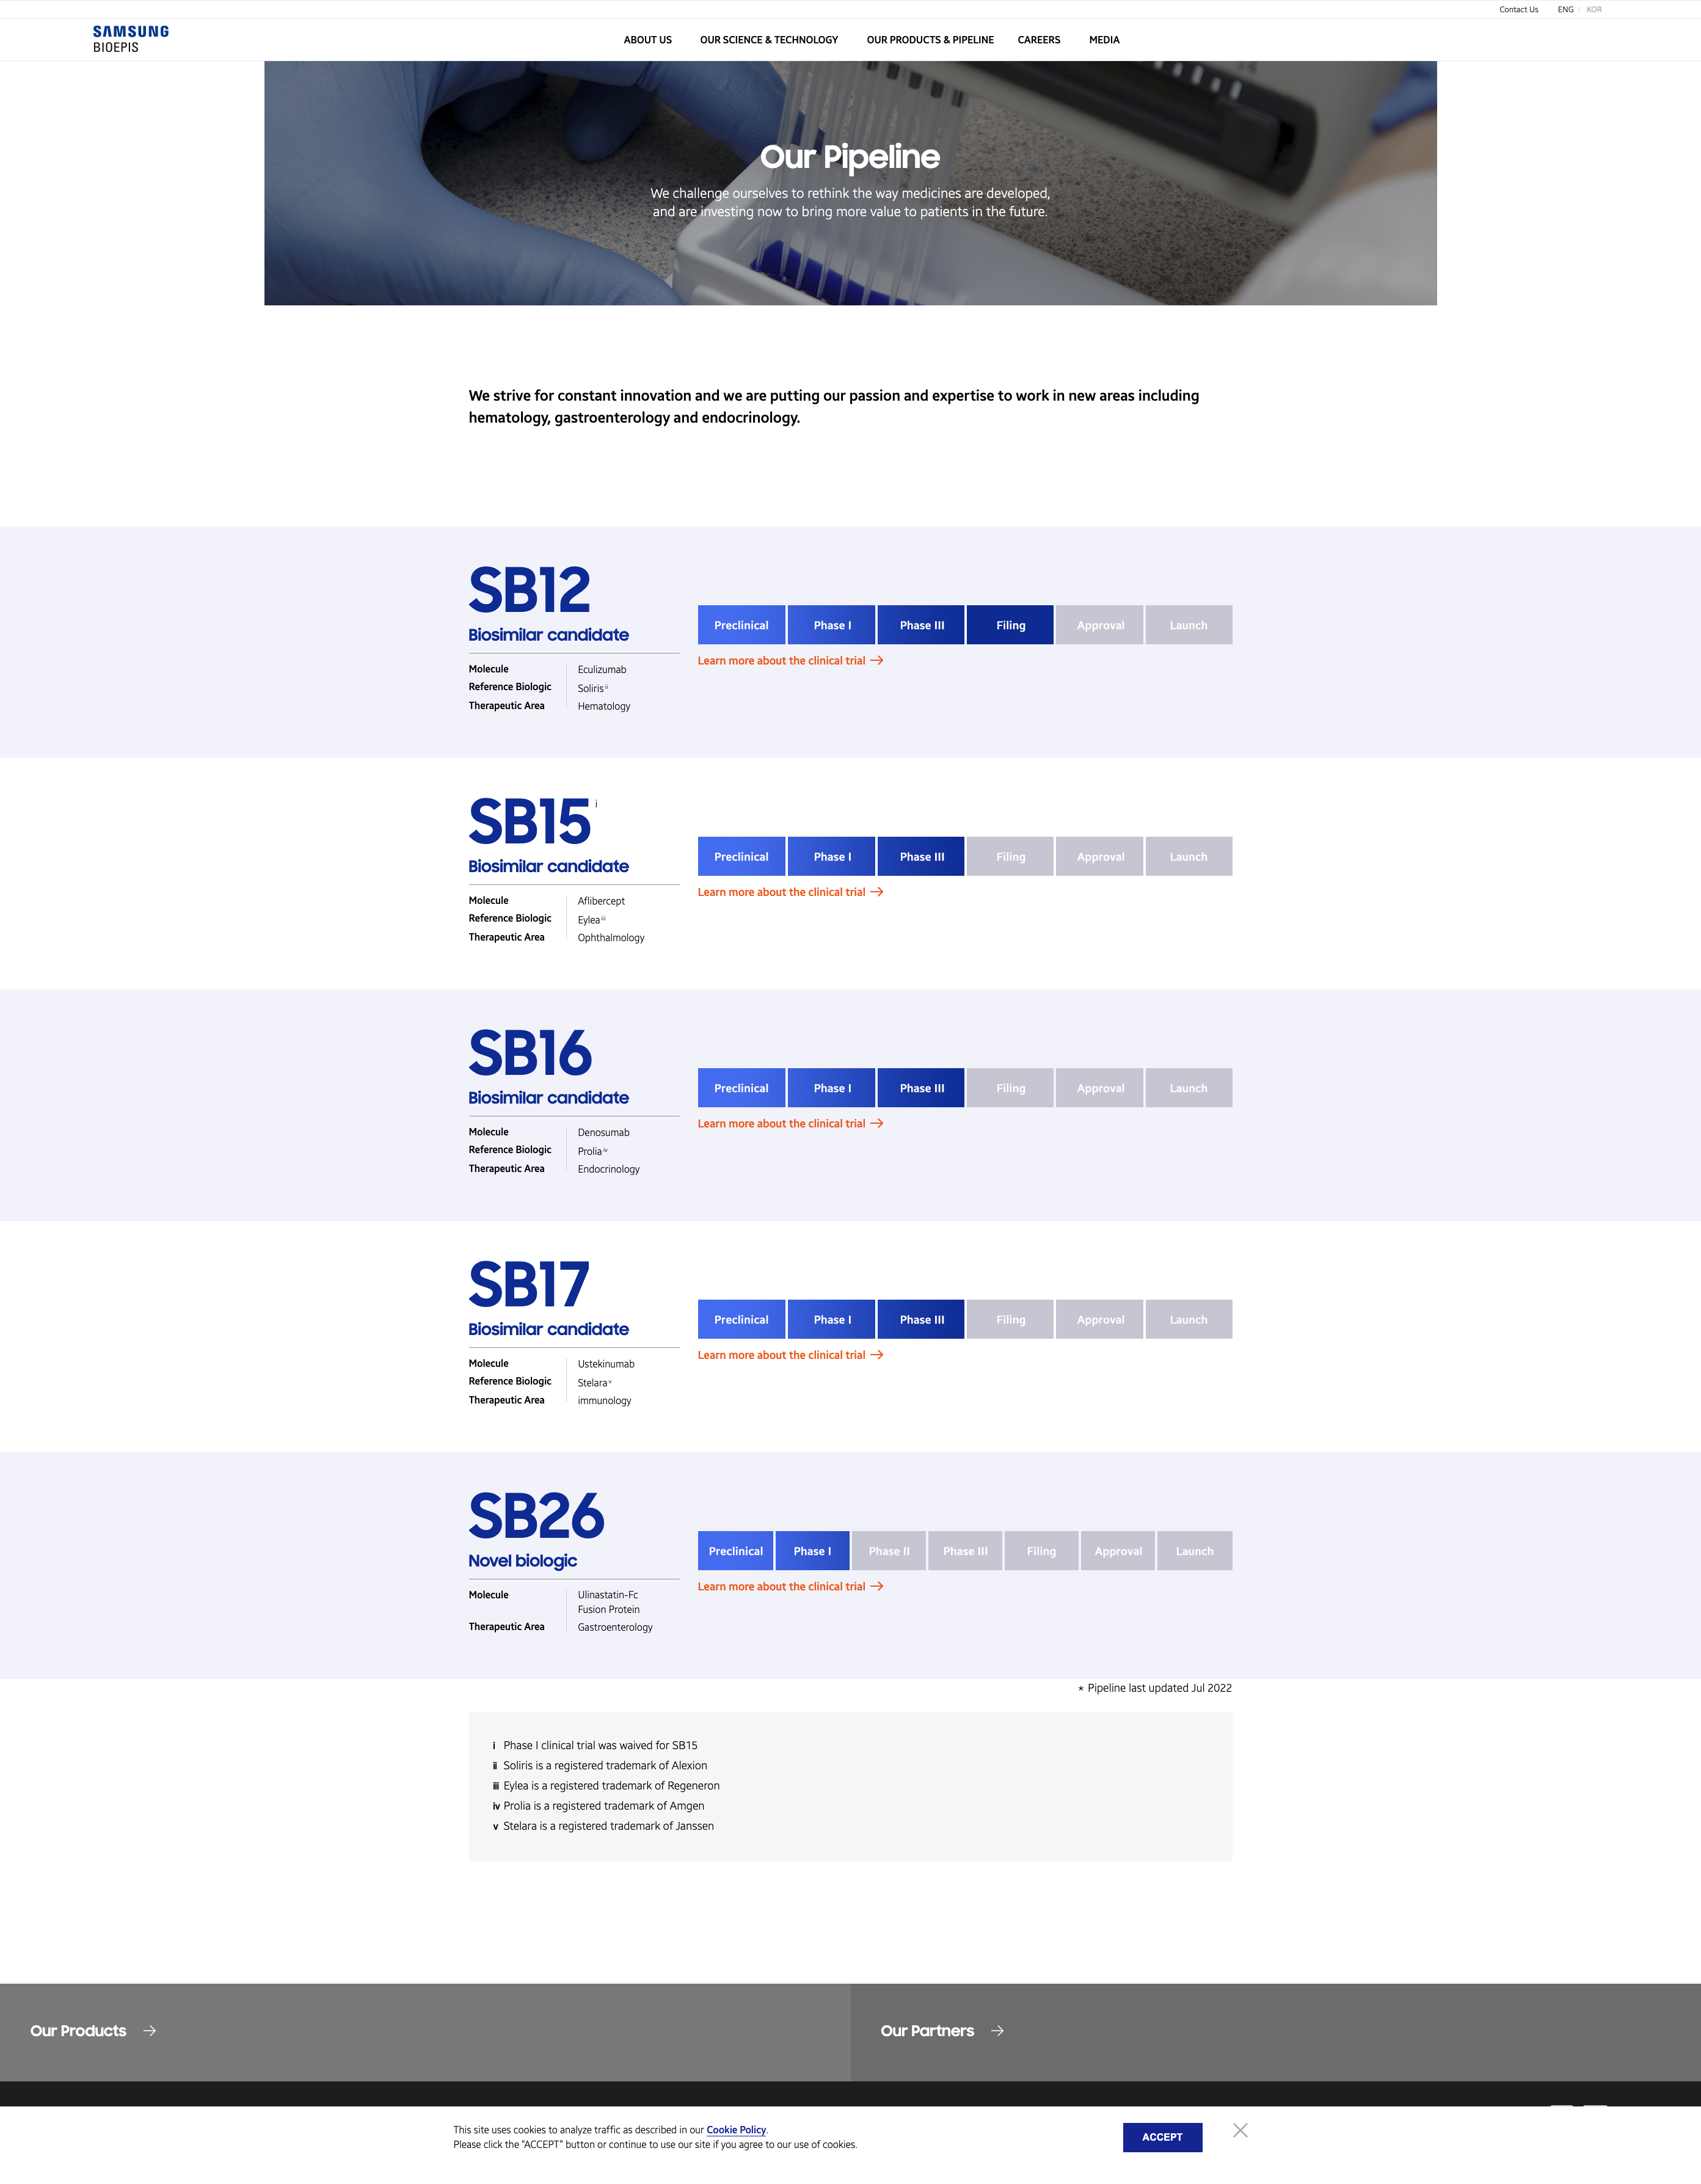 Contact Us ENG KOR
SAMSUNG
BIOEPIS
ABOUT US OUR SCIENCE & TECHNOLOGY OUR PRODUCTS & PIPELINE CAREERS MEDIA
Our Pipeline
We challenge ourselves to rethink the way medicines are developed,
and are investing now to bring more value to patients in the future.
We strive for constant innovation and we are putting our passion and expertise to work in new areas including
hematology, gastroenterology and endocrinology.
SB12
Biosimilar candidate
Molecule Eculizumab
Reference Biologic Soliris ii
Therapeutic Area Hematology
Preclinical Phase I Phase III Filing Approval Launch
Learn more about the clinical trial →
SB15 i
Biosimilar candidate
Molecule Aflibercept
Reference Biologic Eylea iii
Therapeutic Area Ophthalmology
Preclinical Phase I Phase III Filing Approval Launch
Learn more about the clinical trial →
SB16
Biosimilar candidate
Molecule Denosumab
Reference Biologic Prolia iv
Therapeutic Area Endocrinology
Preclinical Phase I Phase III Filing Approval Launch
Learn more about the clinical trial →
SB17
Biosimilar candidate
Molecule Ustekinumab
Reference Biologic Stelara v
Therapeutic Area immunology
Preclinical Phase I Phase III Filing Approval Launch
Learn more about the clinical trial →
SB26
Novel biologic
Molecule Ulinastatin-Fc
Fusion Protein
Therapeutic Area Gastroenterology
Preclinical Phase I Phase II Phase III Filing Approval Launch
Learn more about the clinical trial →
* Pipeline last updated Jul 2022
i Phase I clinical trial was waived for SB15
ii Soliris is a registered trademark of Alexion
iii Eylea is a registered trademark of Regeneron
iv Prolia is a registered trademark of Amgen
v Stelara is a registered trademark of Janssen
Our Products →
Our Partners →
This site uses cookies to analyze traffic as described in our Cookie Policy.
Please click the "ACCEPT" button or continue to use our site if you agree to our use of cookies.
ACCEPT